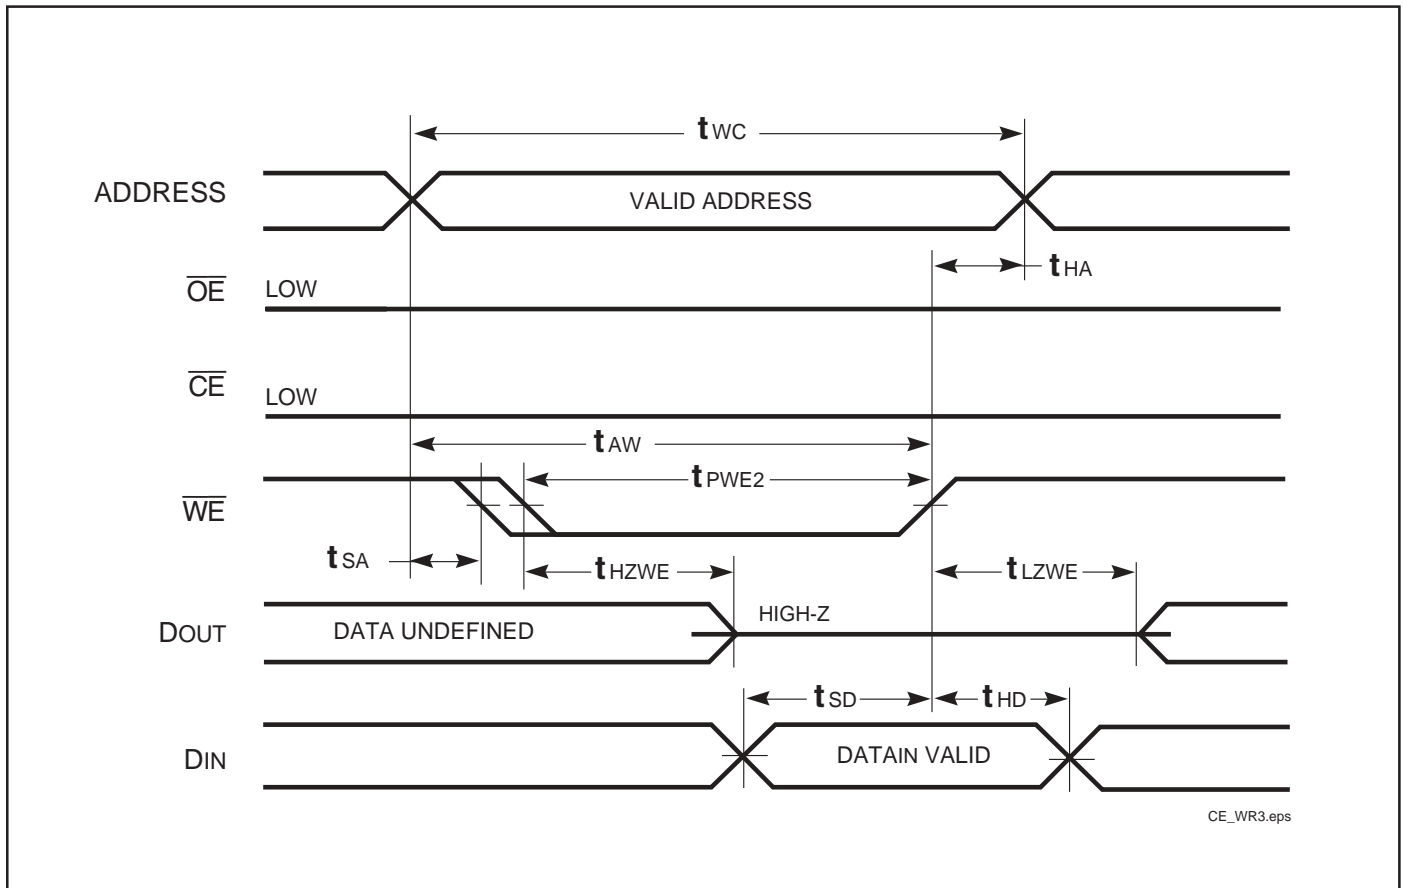 tWC
ADDRESS
VALID ADDRESS
tHA
OE
LOW
CE
LOW
tAW
tPWE2
WE
tSA
tHZWE
tLZWE
HIGH-Z
DOUT
DATA UNDEFINED
tSD
tHD
DIN
DATAIN VALID
CE_WR3.eps